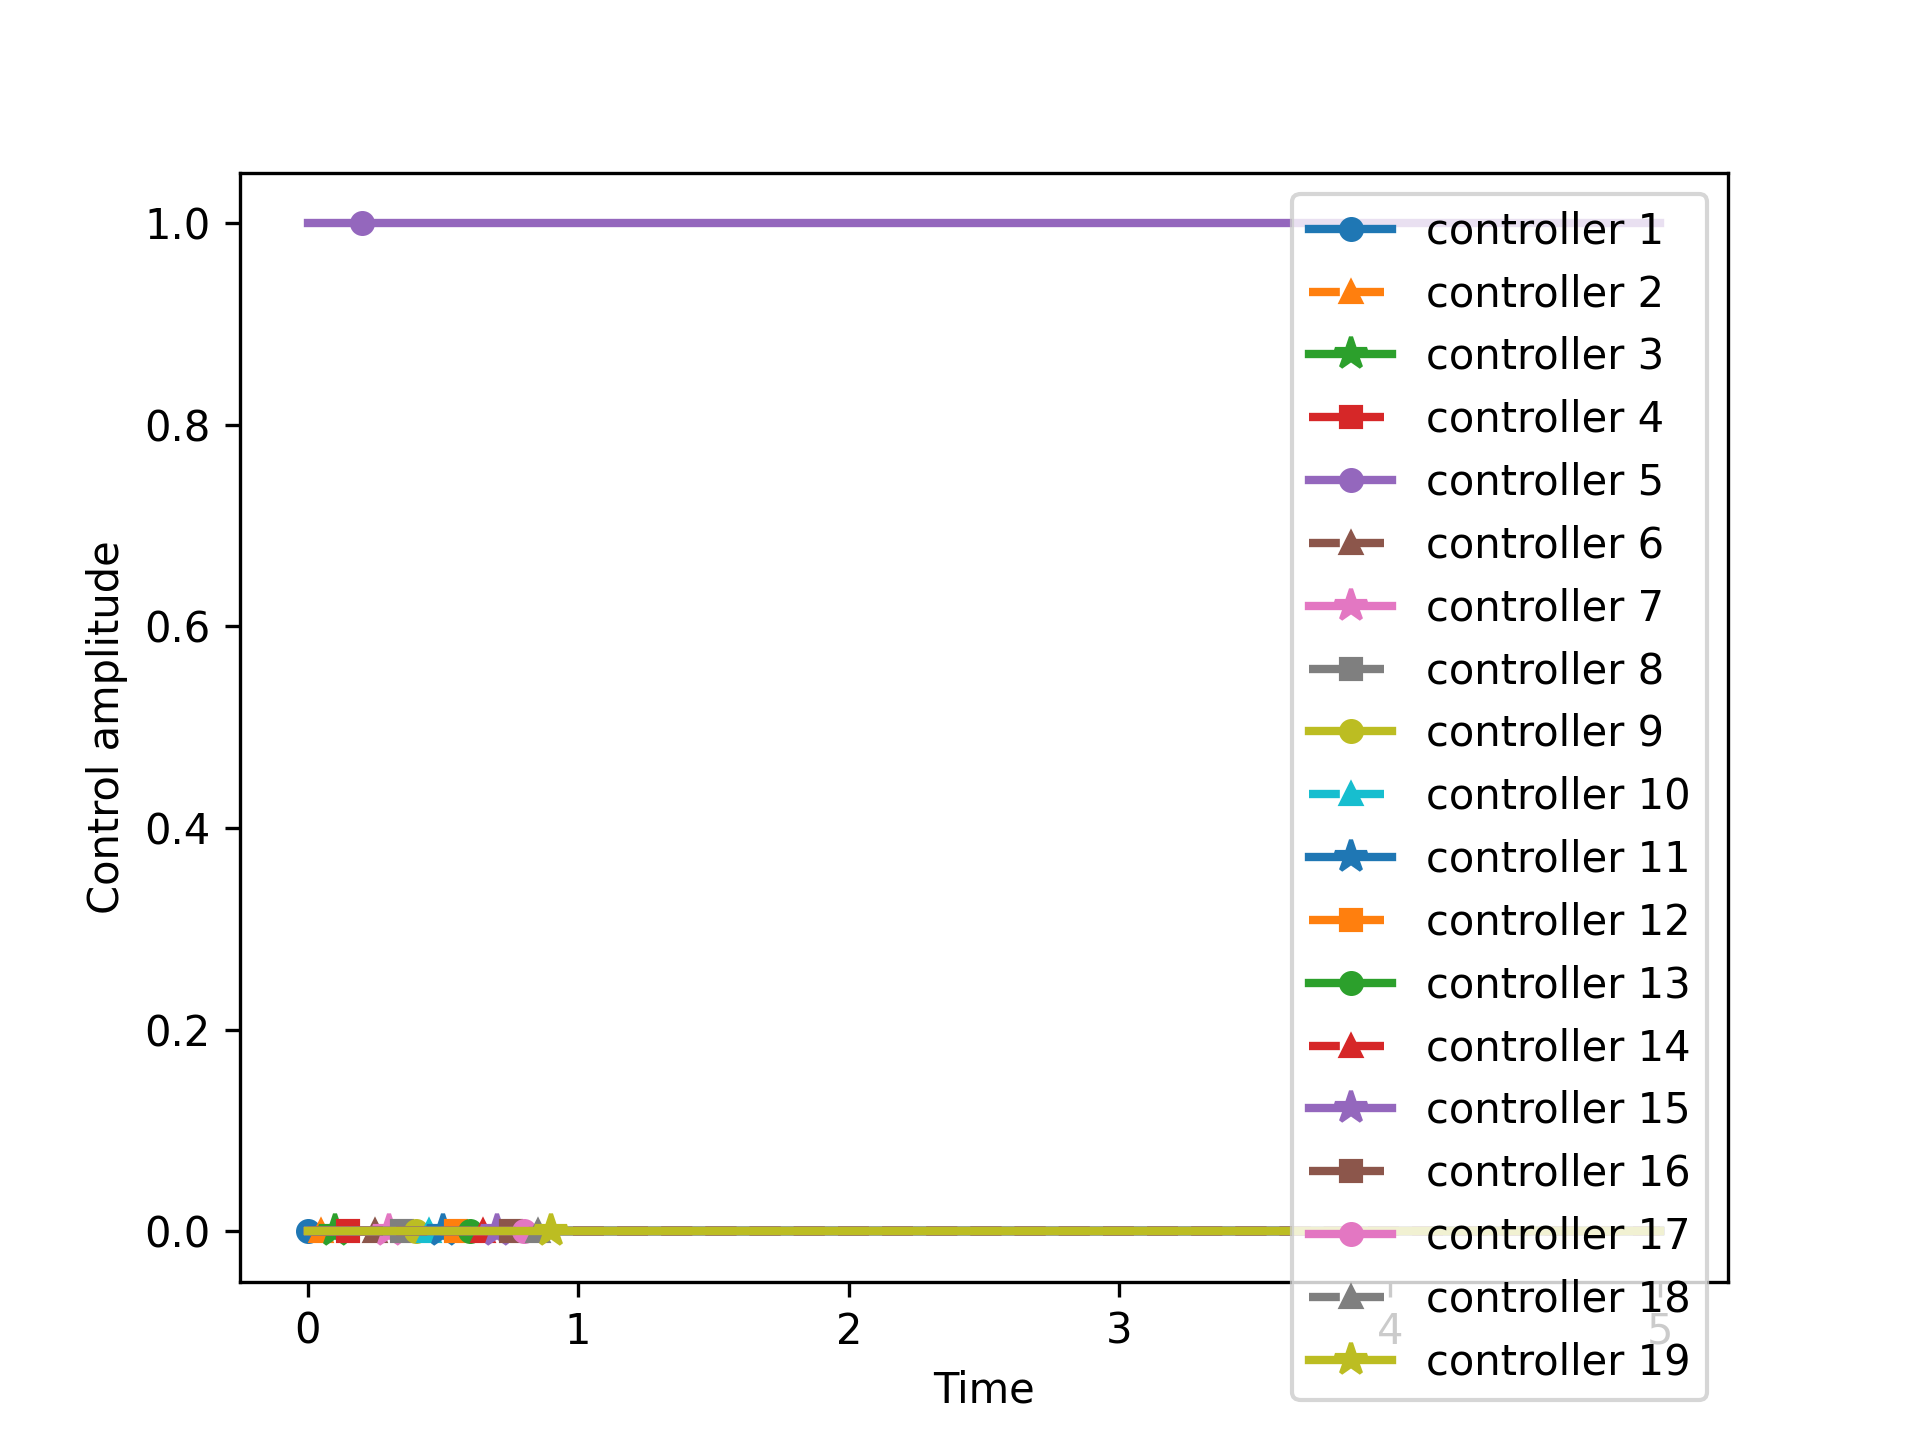 1.0
0.8
0.6
0.4
0.2
0.0
Control amplitude
0
1
2
3
4
5
Time
controller 1
controller 2
controller 3
controller 4
controller 5
controller 6
controller 7
controller 8
controller 9
controller 10
controller 11
controller 12
controller 13
controller 14
controller 15
controller 16
controller 17
controller 18
controller 19